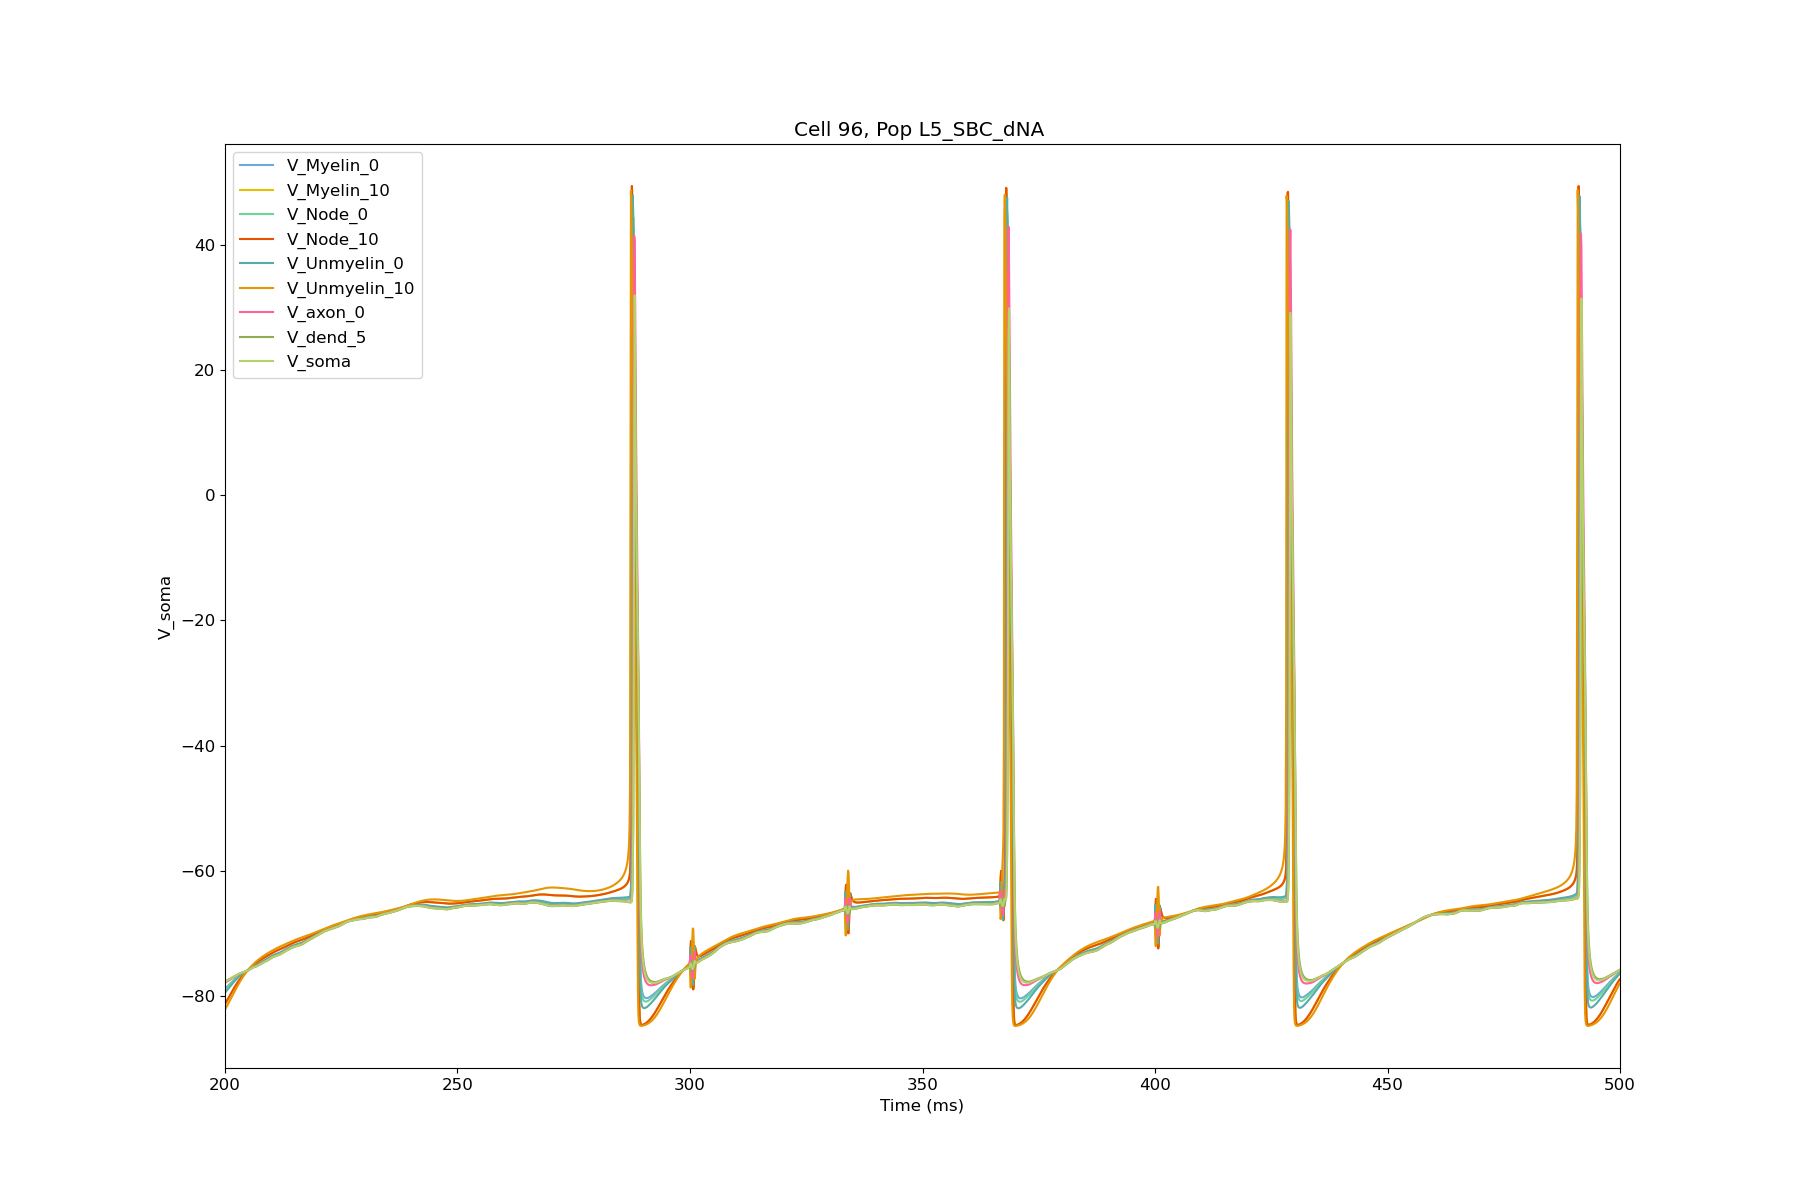 Cell 96, Pop L5_SBC_dNA
V_Myelin_0
V_Myelin_10
V_Node_0
V_Node_10
V_Unmyelin_0
V_Unmyelin_10
V_axon_0
V_dend_5
V_soma
40
20
0
−20
−40
−60
−80
V_soma
200
250
300
350
400
450
500
Time (ms)